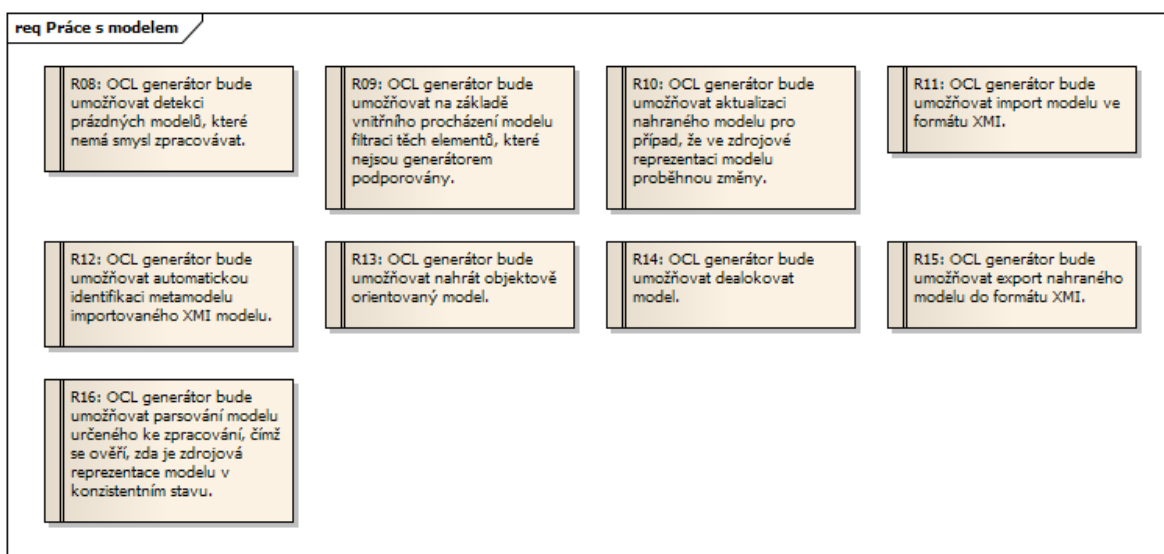 req Práce s modelem
R08: OCL generátor bude
umožňovat detekci
prázdných modelů, které
nemá smysl zpracovávat.
R09: OCL generátor bude
umožňovat na základě
vnitřního procházení modelu
filtraci těch elementů, které
nejsou generátorem
podporovány.
R10: OCL generátor bude
umožňovat aktualizaci
nahraného modelu pro
případ, že ve zdrojové
reprezentaci modelu
proběhnou změny.
R11: OCL generátor bude
umožňovat import modelu ve
formátu XMI.
R12: OCL generátor bude
umožňovat automatickou
identifikaci metamodelu
importovaného XMI modelu.
R13: OCL generátor bude
umožňovat nahrát objektově
orientovaný model.
R14: OCL generátor bude
umožňovat dealokovat
model.
R15: OCL generátor bude
umožňovat export nahraného
modelu do formátu XMI.
R16: OCL generátor bude
umožňovat parsování modelu
určeného ke zpracování, čímž
se ověří, zda je zdrojová
reprezentace modelu v
konzistentním stavu.